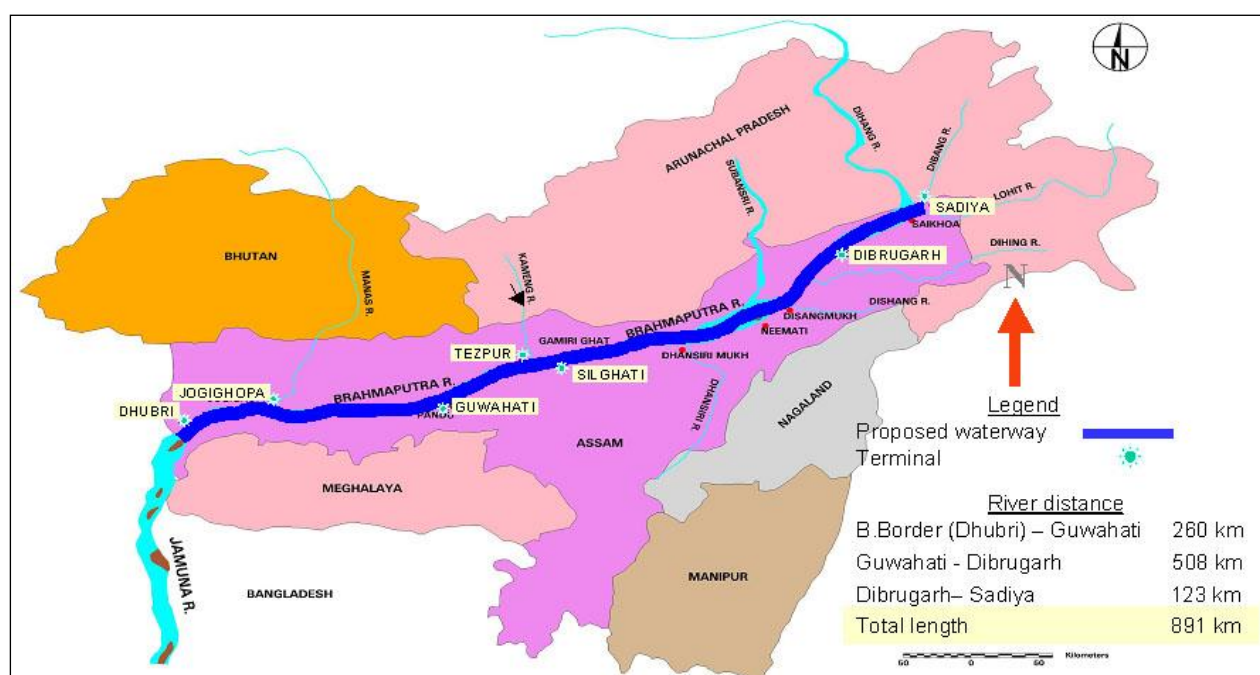 N
ARUNACHAL PRADESH
DIHANG R.
DIBANG R.
SUBANSRI R.
LOHIT R.
SADIYA
SAIKHOA
BHUTAN
MANAS R.
KAMENG R.
DIHING R.
DIBRUGARH
N
BRAHMAPUTRA R.
DISHANG R.
DISANGMUKH
NEEMATI
GAMIRI GHAT
TEZPUR
DHANSIRI MUKH
SILGHATI
JOGIGHOPA
BRAHMAPUTRA R.
DHUBRI
GUWAHATI
PANDU
DHANSIRI R.
NAGALAND
ASSAM
MEGHALAYA
MANIPUR
JAMUNA R.
BANGLADESH
Legend
Proposed waterway
Terminal
River distance
B.Border (Dhubri) – Guwahati 260 km
Guwahati - Dibrugarh 508 km
Dibrugarh– Sadiya 123 km
Total length 891 km
50 0 50 Kilometers